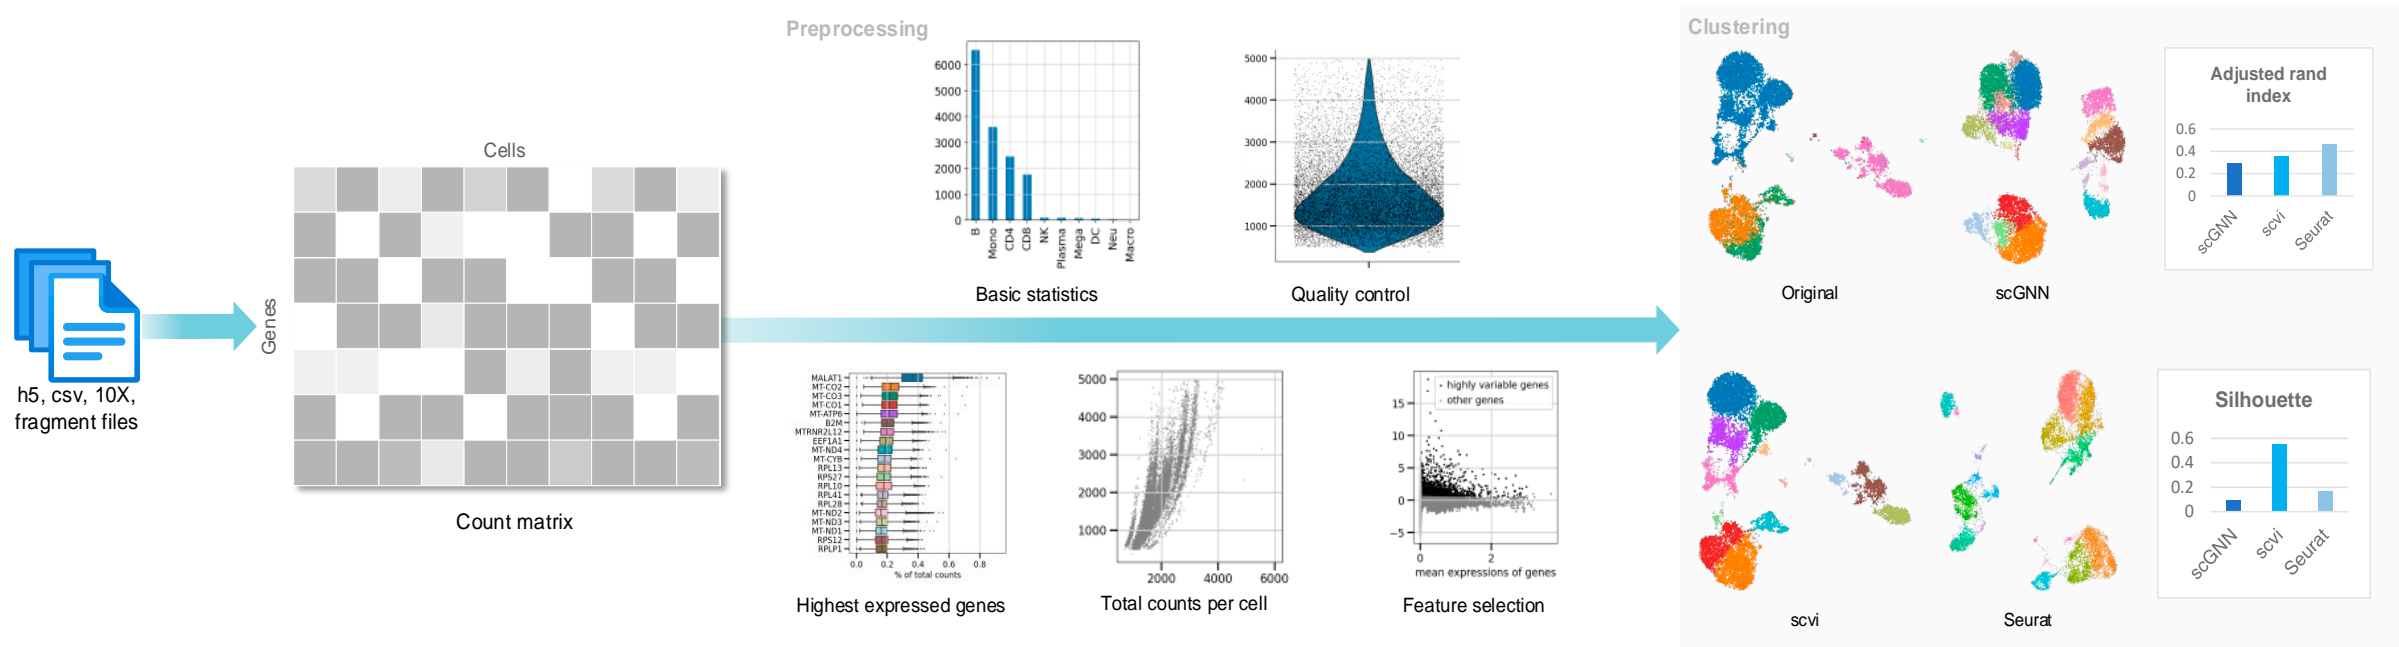 h5, csv, 10X,
fragment files
Cells
Genes
Count matrix
Preprocessing
6000
5000
4000
3000
2000
1000
0
B
Mono
CD4
CD8
NK
Plasma
Mega
DC
Neu
Macro
Basic statistics
5000
4000
3000
2000
1000
Quality control
MALAT1
MT-CO2
MT-CO3
MT-CO1
MT-ATP6
B2M
MTRNR2L12
EEF1A1
MT-ND4
MT-CYB
RPL13
RPS27
RPL10
RPL41
RPL28
MT-ND2
MT-ND3
MT-ND1
RPS12
RPLP1
0.0 0.2 0.4 0.6 0.8
% of total counts
Highest expressed genes
5000
4000
3000
2000
1000
2000 4000 6000
Total counts per cell
highly variable genes
other genes
15
10
5
0
−5
0 2
mean expressions of genes
Feature selection
Clustering
Original
scGNN
Adjusted rand
index
0.6
0.4
0.2
0
scGNN
scvi
Seurat
scvi
Seurat
Silhouette
0.6
0.4
0.2
0
scGNN
scvi
Seurat